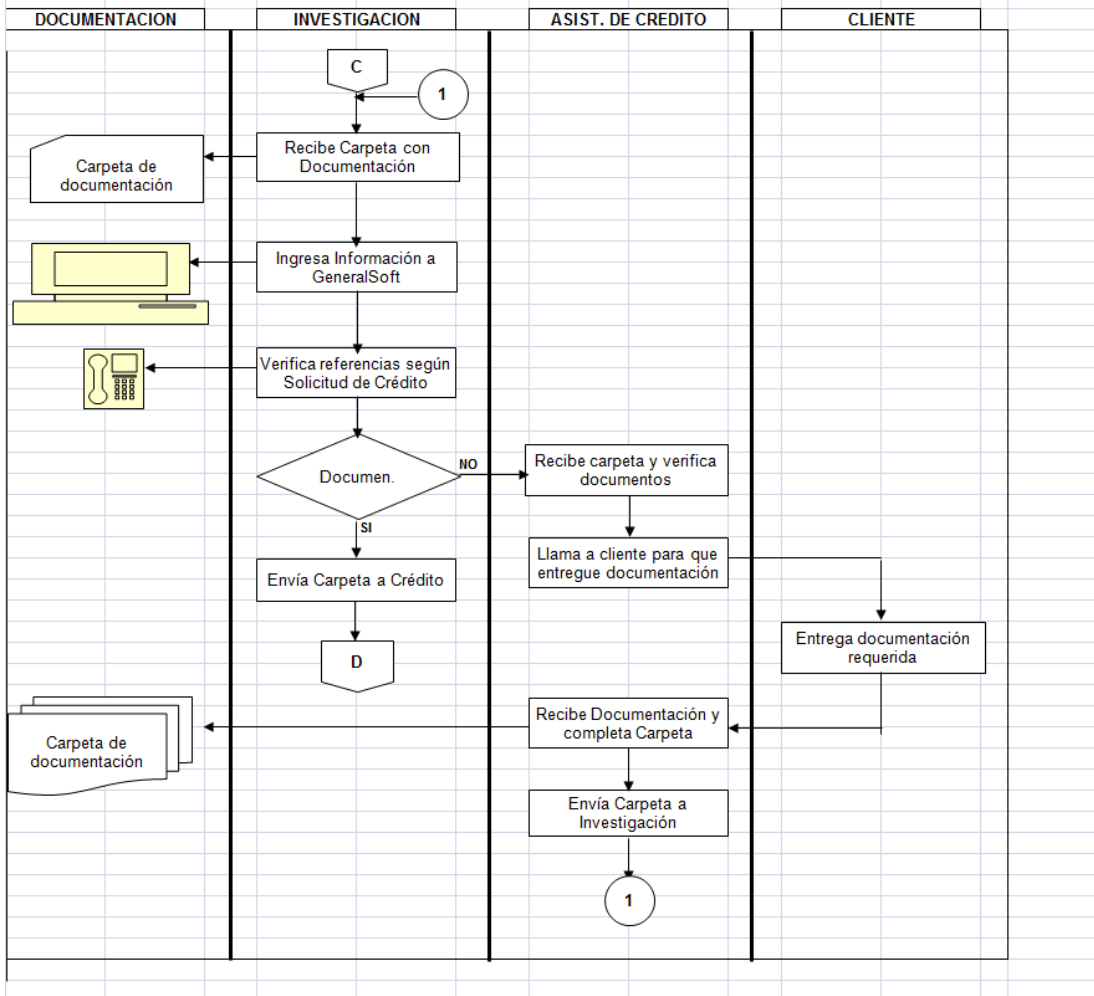 DOCUMENTACION
INVESTIGACION
ASIST. DE CREDITO
CLIENTE
C
1
Recibe Carpeta con
Documentación
Carpeta de
documentación
Ingresa Información a
GeneralSoft
Verifica referencias según
Solicitud de Crédito
Documen.
NO
Recibe carpeta y verifica
documentos
SI
Llama a cliente para que
entregue documentación
Envía Carpeta a Crédito
Entrega documentación
requerida
D
Recibe Documentación y
completa Carpeta
Carpeta de
documentación
Envía Carpeta a
Investigación
1